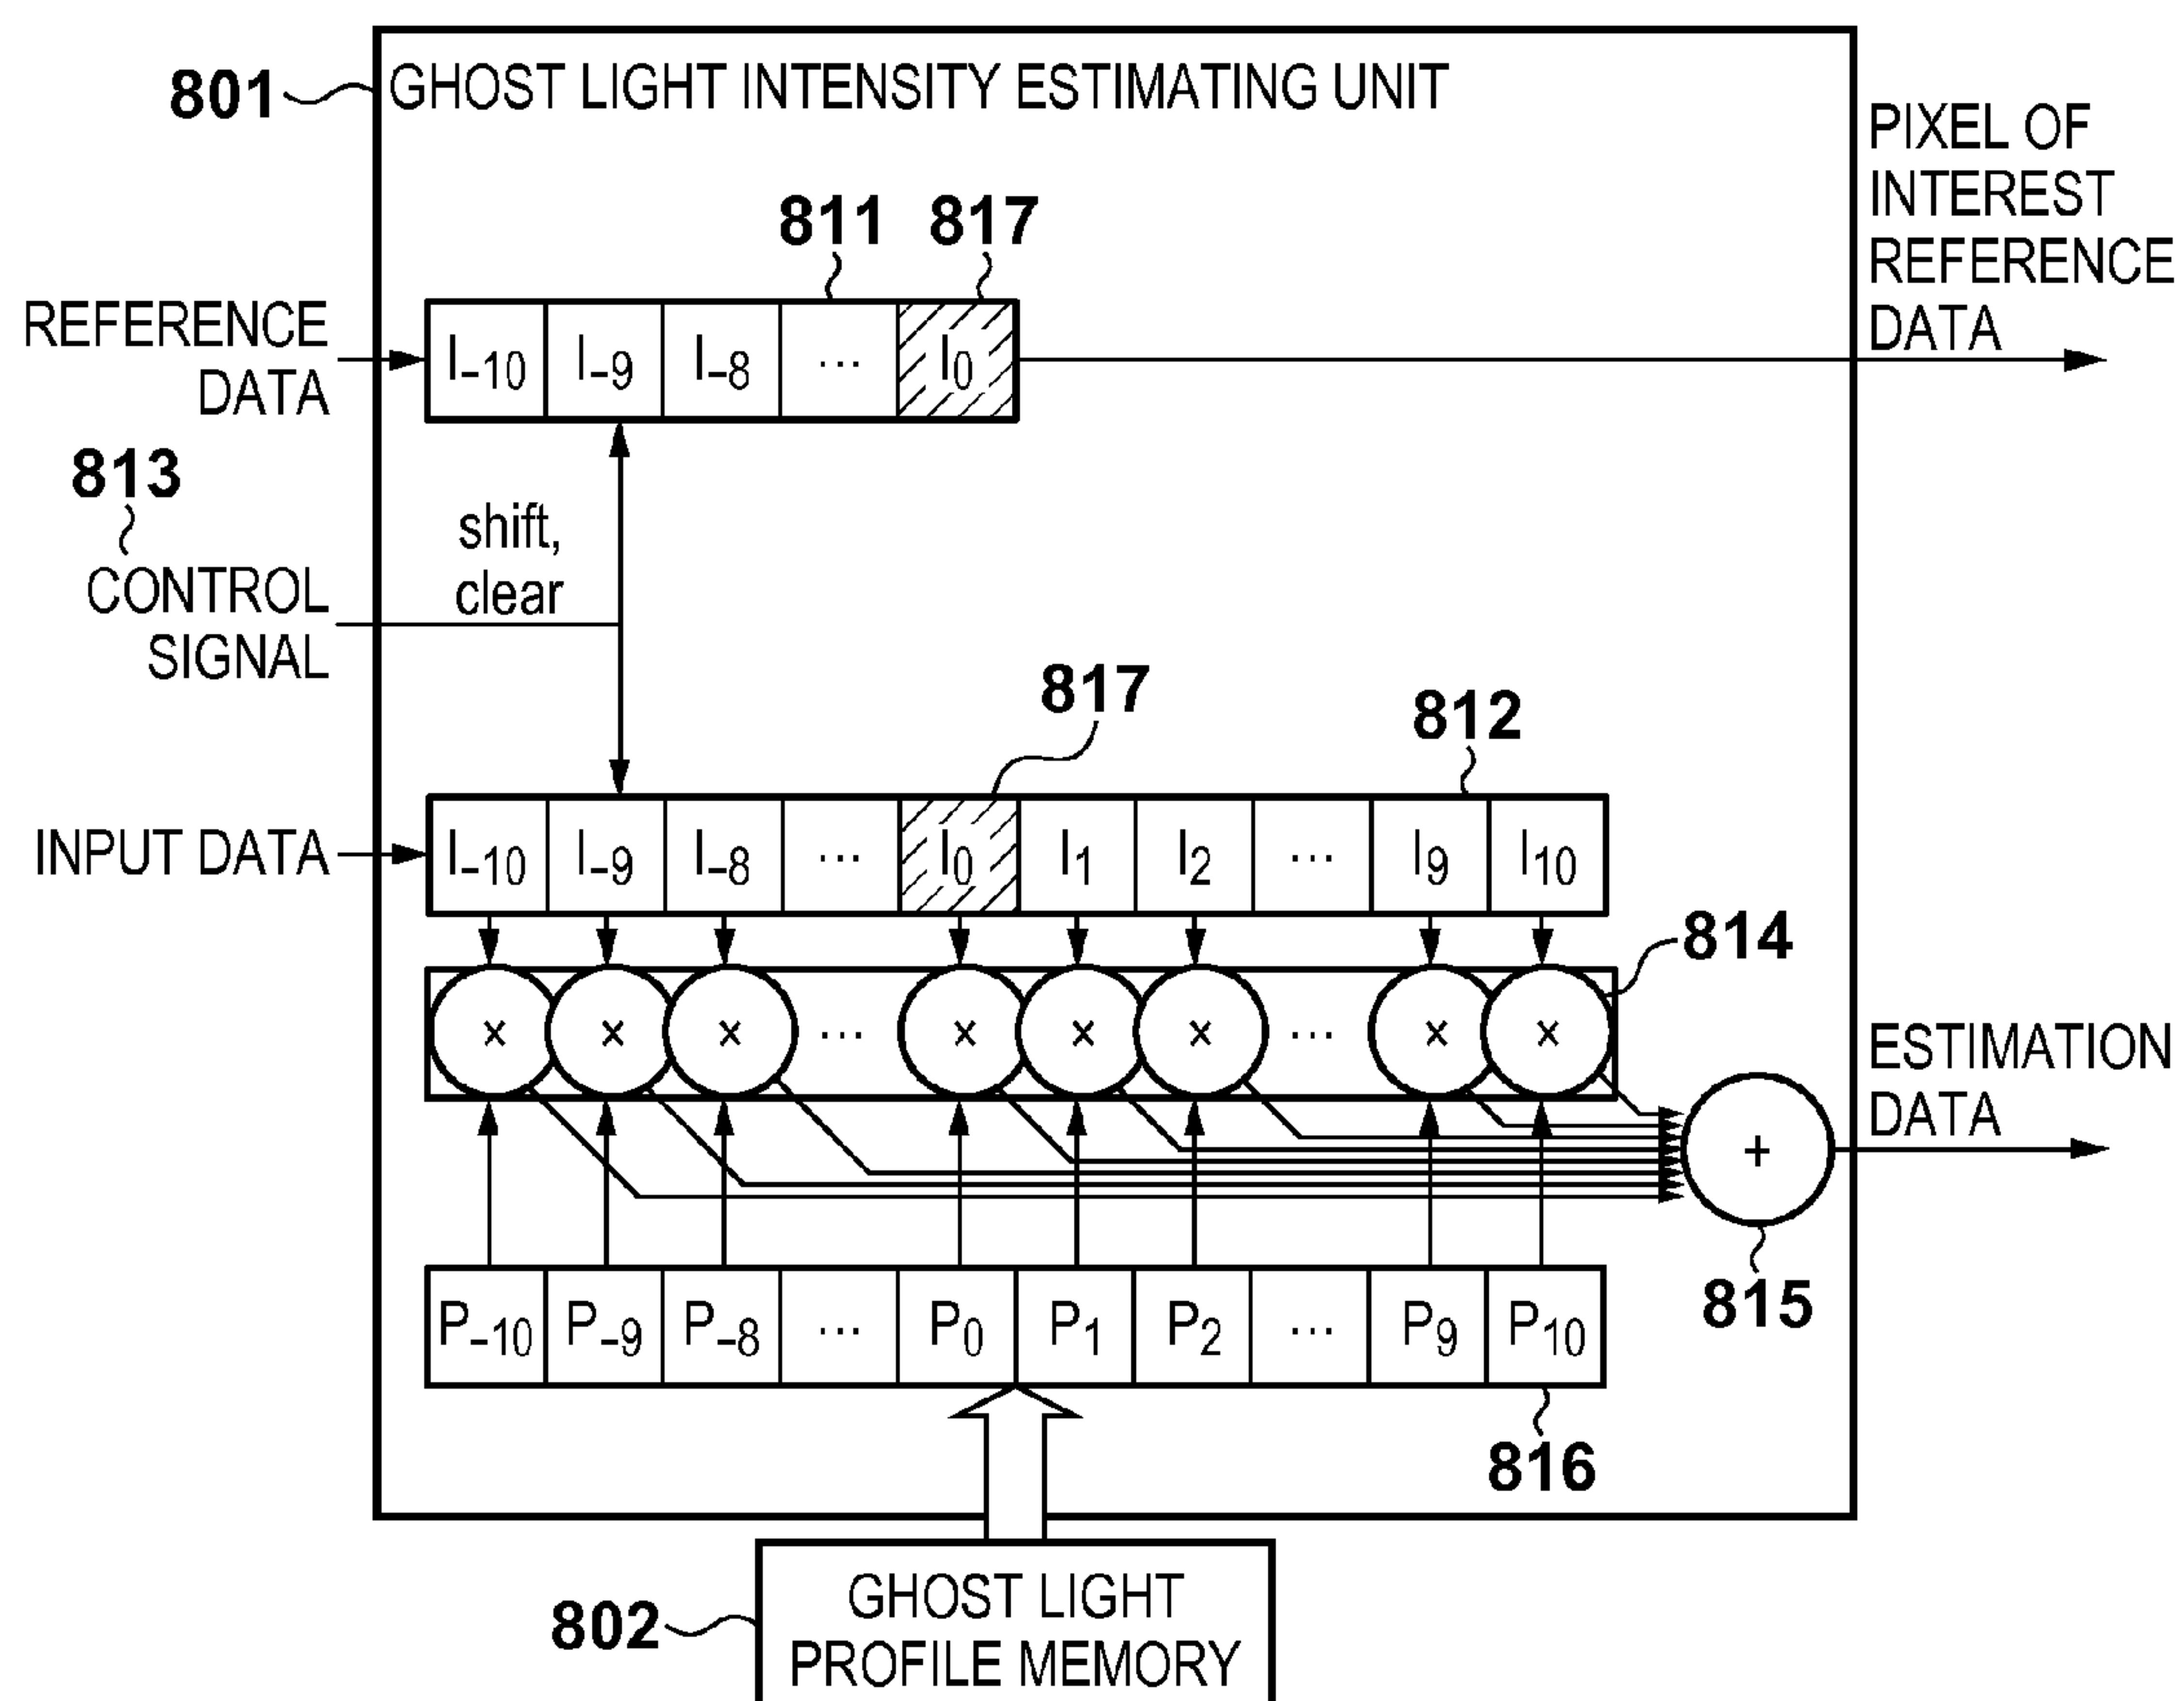 801 GHOST LIGHT INTENSITY ESTIMATING UNIT
PIXEL OF
INTEREST
REFERENCE
DATA
811 817
REFERENCE
DATA
I-10 I-9 I-8 ... I0
813
CONTROL
SIGNAL
shift,
clear
817 812
INPUT DATA
I-10 I-9 I-8 ... I0 I1 I2 ... I9 I10
814
× × × ... × × × ... × ×
ESTIMATION
DATA
+
815
P-10 P-9 P-8 ... P0 P1 P2 ... P9 P10
816
802
GHOST LIGHT
PROFILE MEMORY